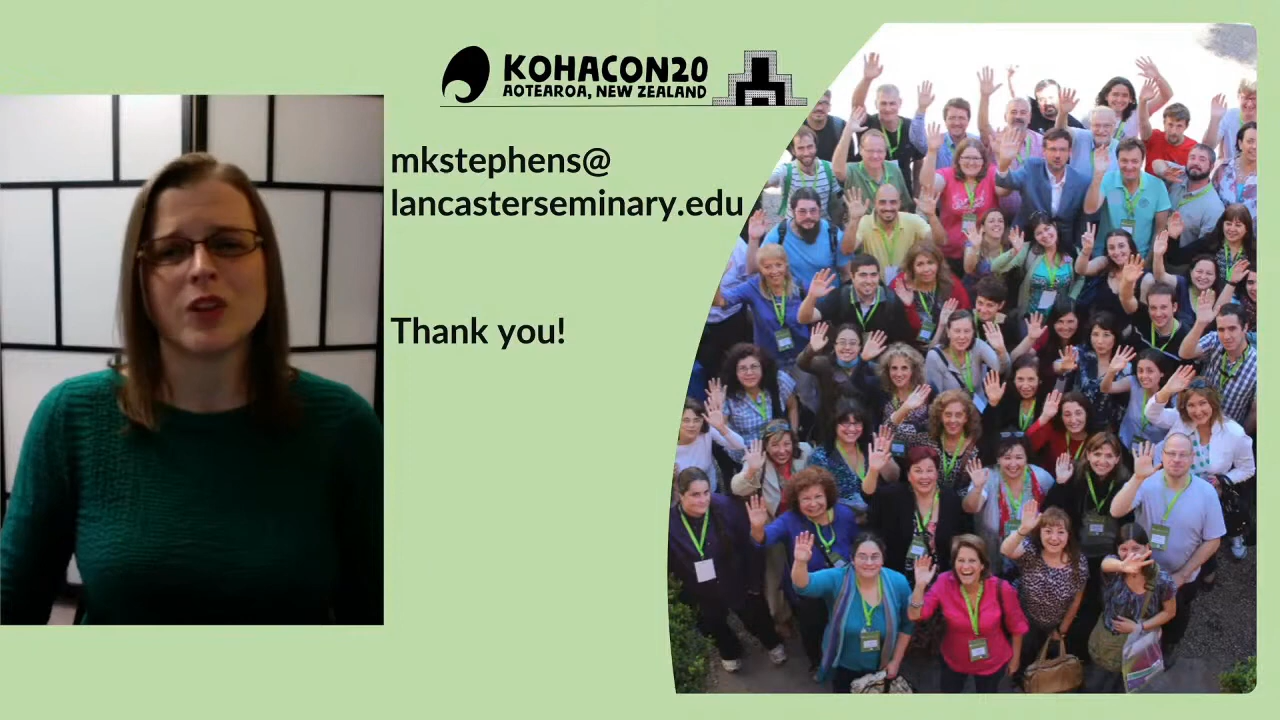 KOHACON20
AOTEAROA, NEW ZEALAND
mkstephens@
lancasterseminary.edu
Thank you!